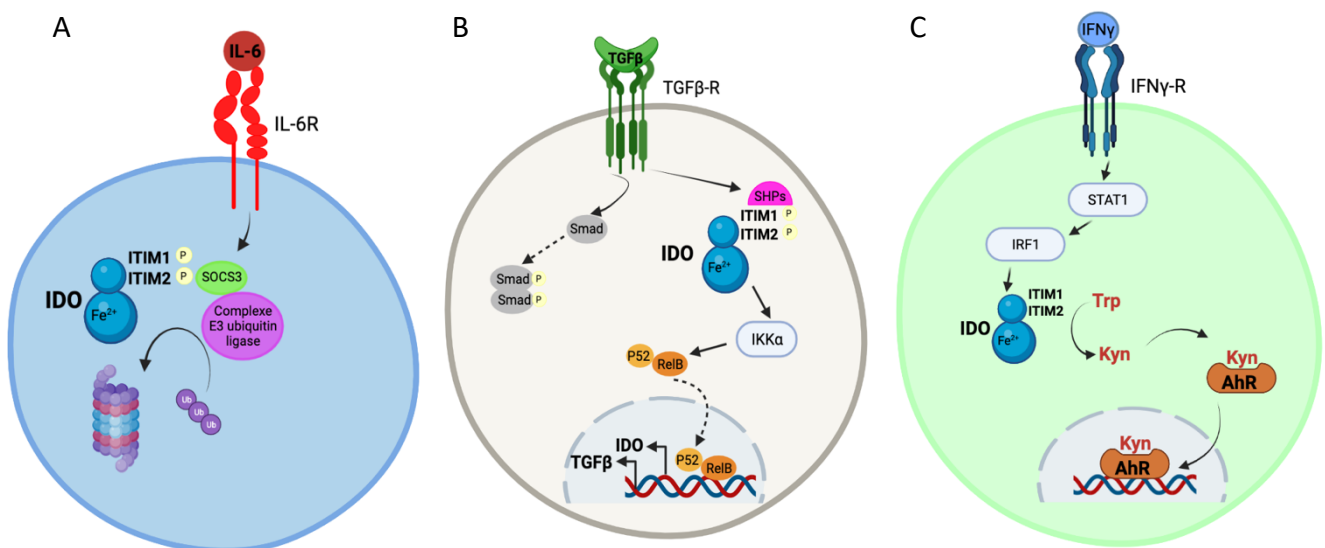 A
IL-6
IL-6R
ITIM1 P
ITIM2 P
SOCS3
IDO
Fe²⁺
Complexe
E3 ubiquitin
ligase
Ub
Ub
Ub
B
TGFβ
TGFβ-R
SHPs
ITIM1 P
ITIM2 P
Smad
IDO
Fe²⁺
Smad P
Smad P
IKKα
P52
RelB
IDO
TGFβ
P52
RelB
C
IFNγ
IFNγ-R
STAT1
IRF1
ITIM1
ITIM2
IDO
Fe²⁺
Trp
Kyn
Kyn
AhR
Kyn
AhR